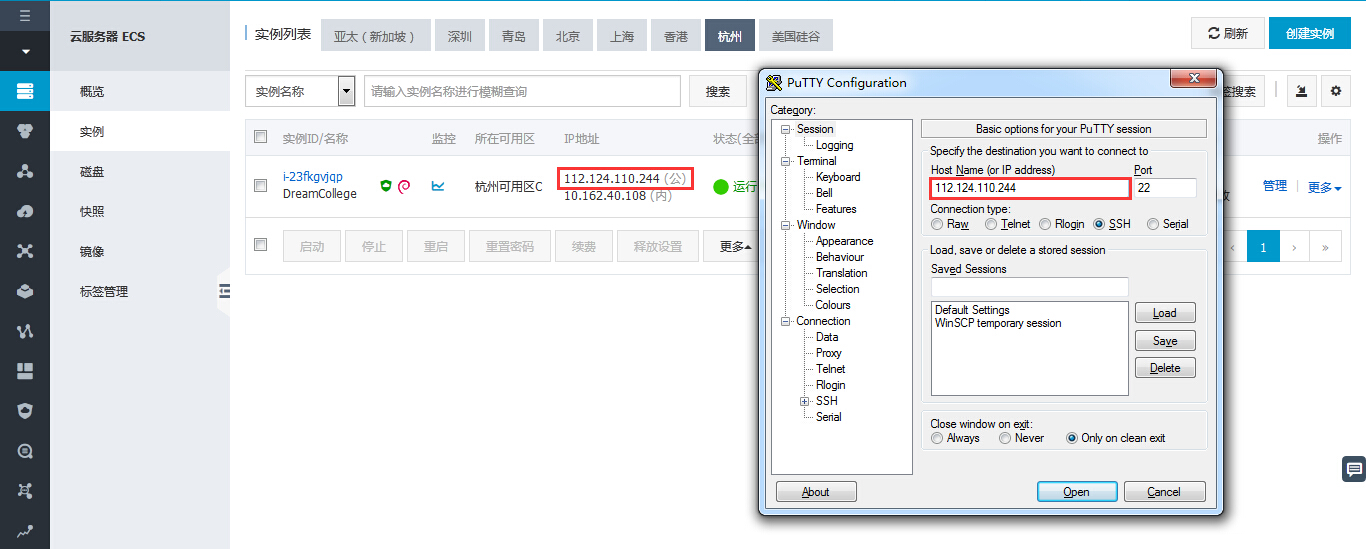 云服务器 ECS
概览
实例
磁盘
快照
镜像
标签管理
实例列表 亚太（新加坡） 深圳 青岛 北京 上海 香港 杭州 美国硅谷 刷新 创建实例
实例名称 请输入实例名称进行模糊查询 搜索 签搜索
实例ID/名称 监控 所在可用区 IP地址 状态(全部 操作
i-23fkgvjqp
DreamCollege
杭州可用区C
112.124.110.244 (公)
10.162.40.108 (内)
运行
管理 更多
启动 停止 重启 重置密码 续费 释放设置 更多
‹ 1 › »
PuTTY Configuration
Category:
Session
Logging
Terminal
Keyboard
Bell
Features
Window
Appearance
Behaviour
Translation
Selection
Colours
Connection
Data
Proxy
Telnet
Rlogin
SSH
Serial
Basic options for your PuTTY session
Specify the destination you want to connect to
Host Name (or IP address) Port
112.124.110.244 22
Connection type:
Raw Telnet Rlogin SSH Serial
Load, save or delete a stored session
Saved Sessions
Default Settings
WinSCP temporary session
Load
Save
Delete
Close window on exit:
Always Never Only on clean exit
About Open Cancel